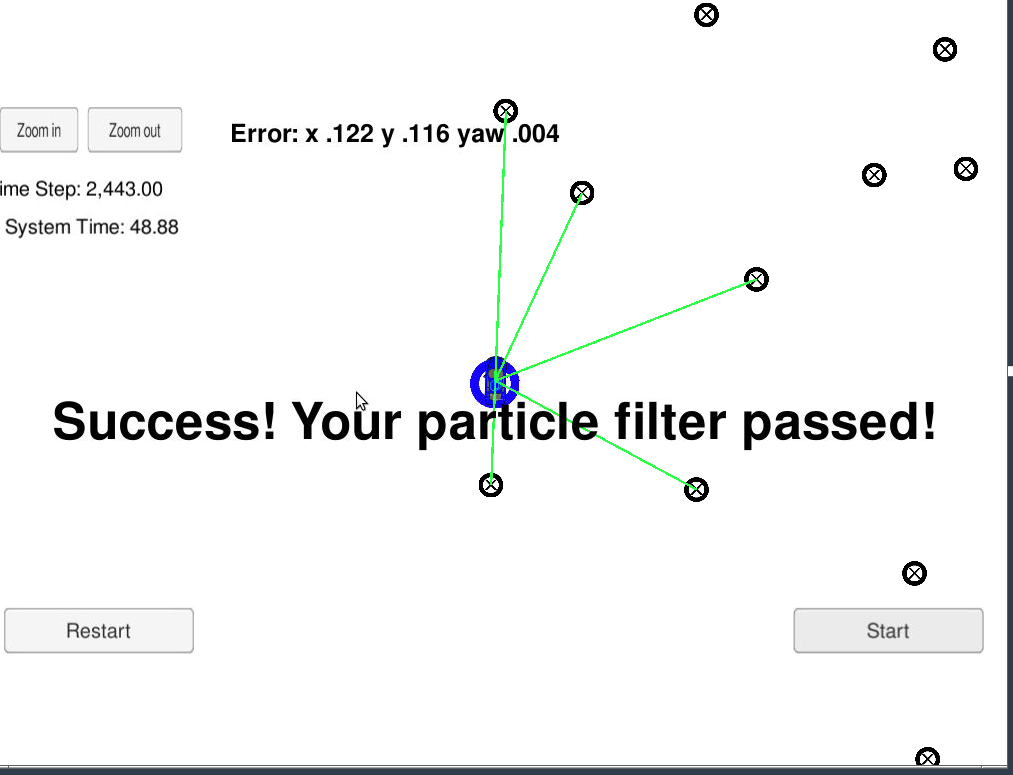 Zoom in
Zoom out
Error: x .122 y .116 yaw .004
ime Step: 2,443.00
System Time: 48.88
Success! Your particle filter passed!
Restart
Start